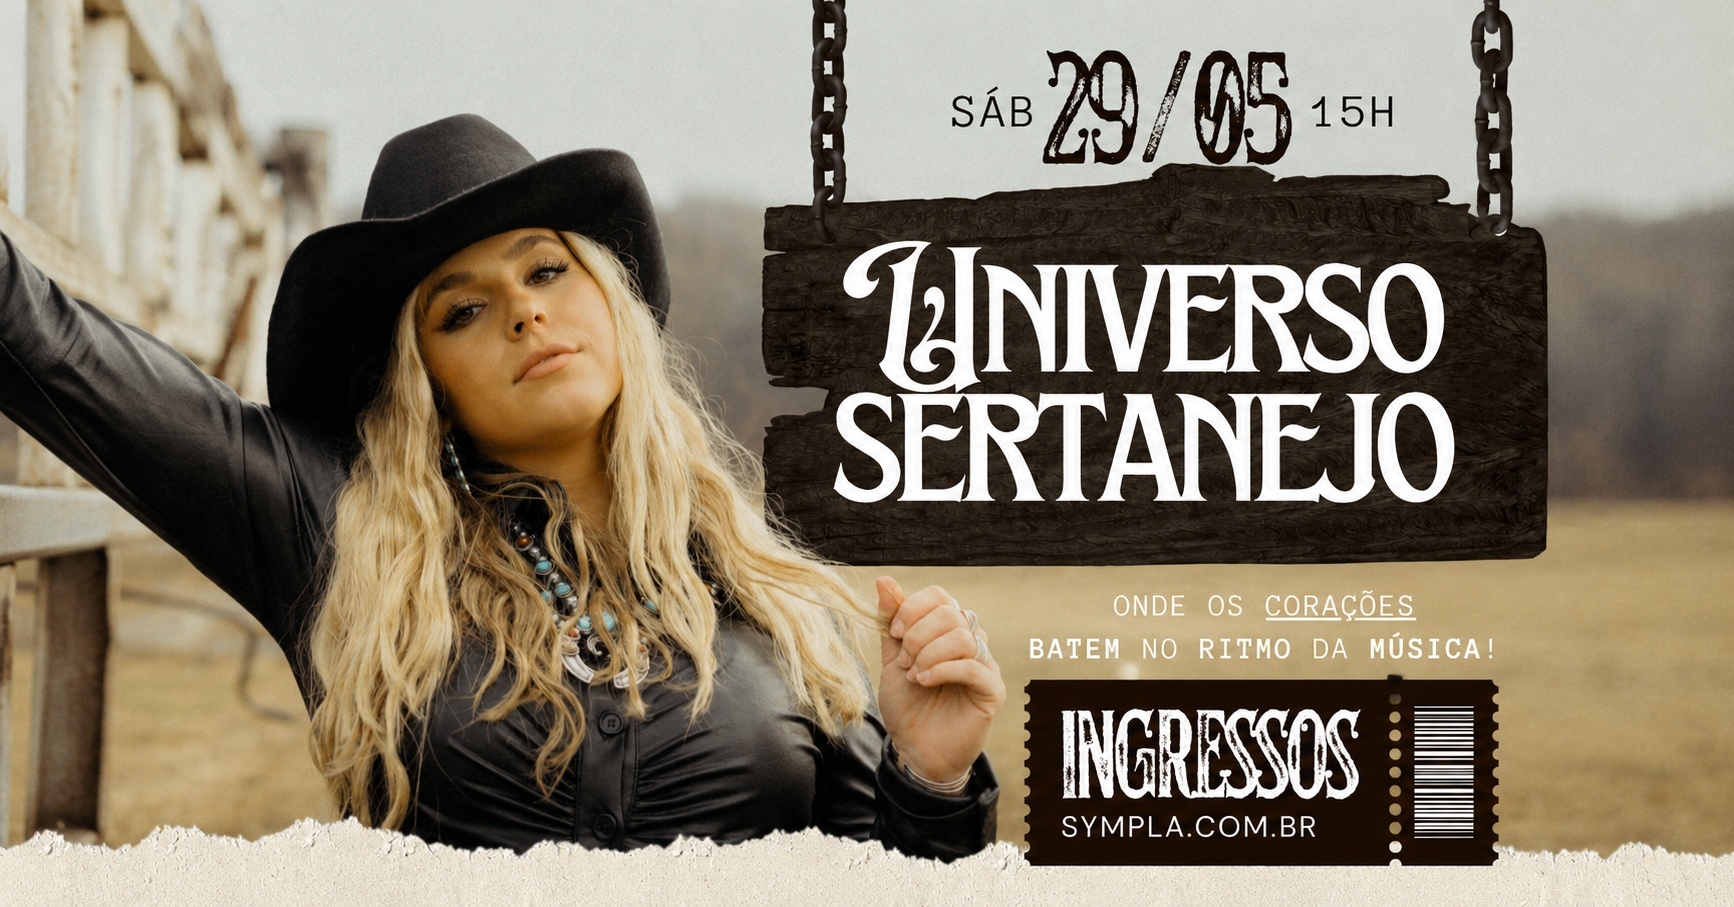 SÁB 29/05 15H
UNIVERSO
SERTANEJO
ONDE OS CORAÇÕES
BATEM NO RITMO DA MÚSICA!
INGRESSOS
SYMPLA.COM.BR